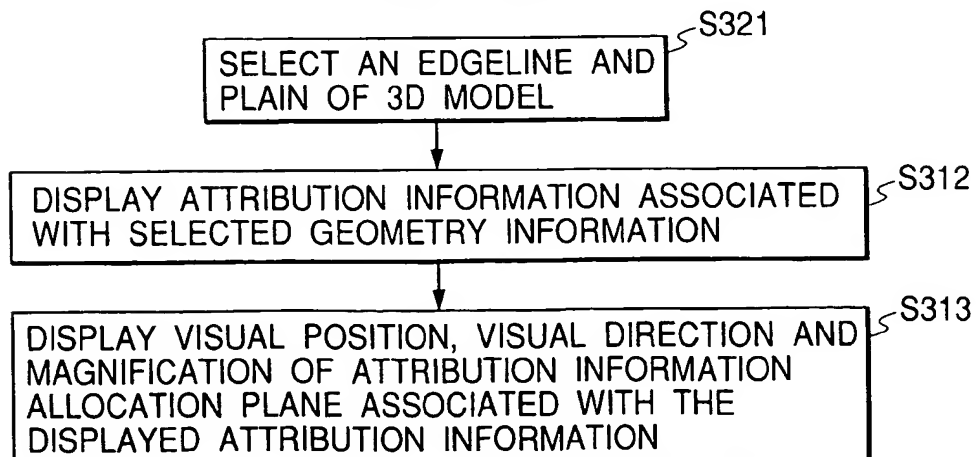 S321
SELECT AN EDGELINE AND
PLAIN OF 3D MODEL
S312
DISPLAY ATTRIBUTION INFORMATION ASSOCIATED
WITH SELECTED GEOMETRY INFORMATION
S313
DISPLAY VISUAL POSITION, VISUAL DIRECTION AND
MAGNIFICATION OF ATTRIBUTION INFORMATION
ALLOCATION PLANE ASSOCIATED WITH THE
DISPLAYED ATTRIBUTION INFORMATION